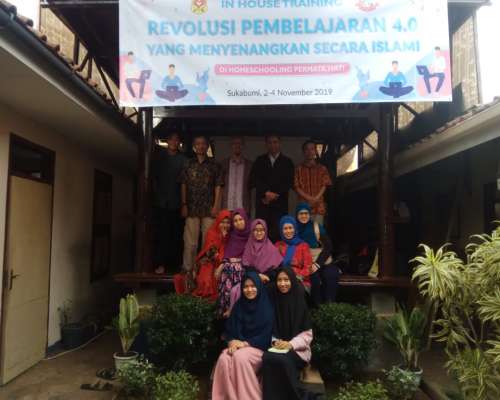 IN HOUSE TRAINING
REVOLUSI PEMBELAJARAN 4.0
YANG MENYENANGKAN SECARA ISLAMI
DI HOMESCHOOLING PERMATA HATI
Sukabumi, 2-4 November 2019